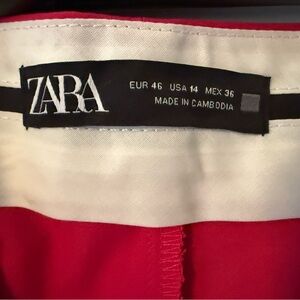 ZARA
EUR 46 USA 14 MEX 36
MADE IN CAMBODIA